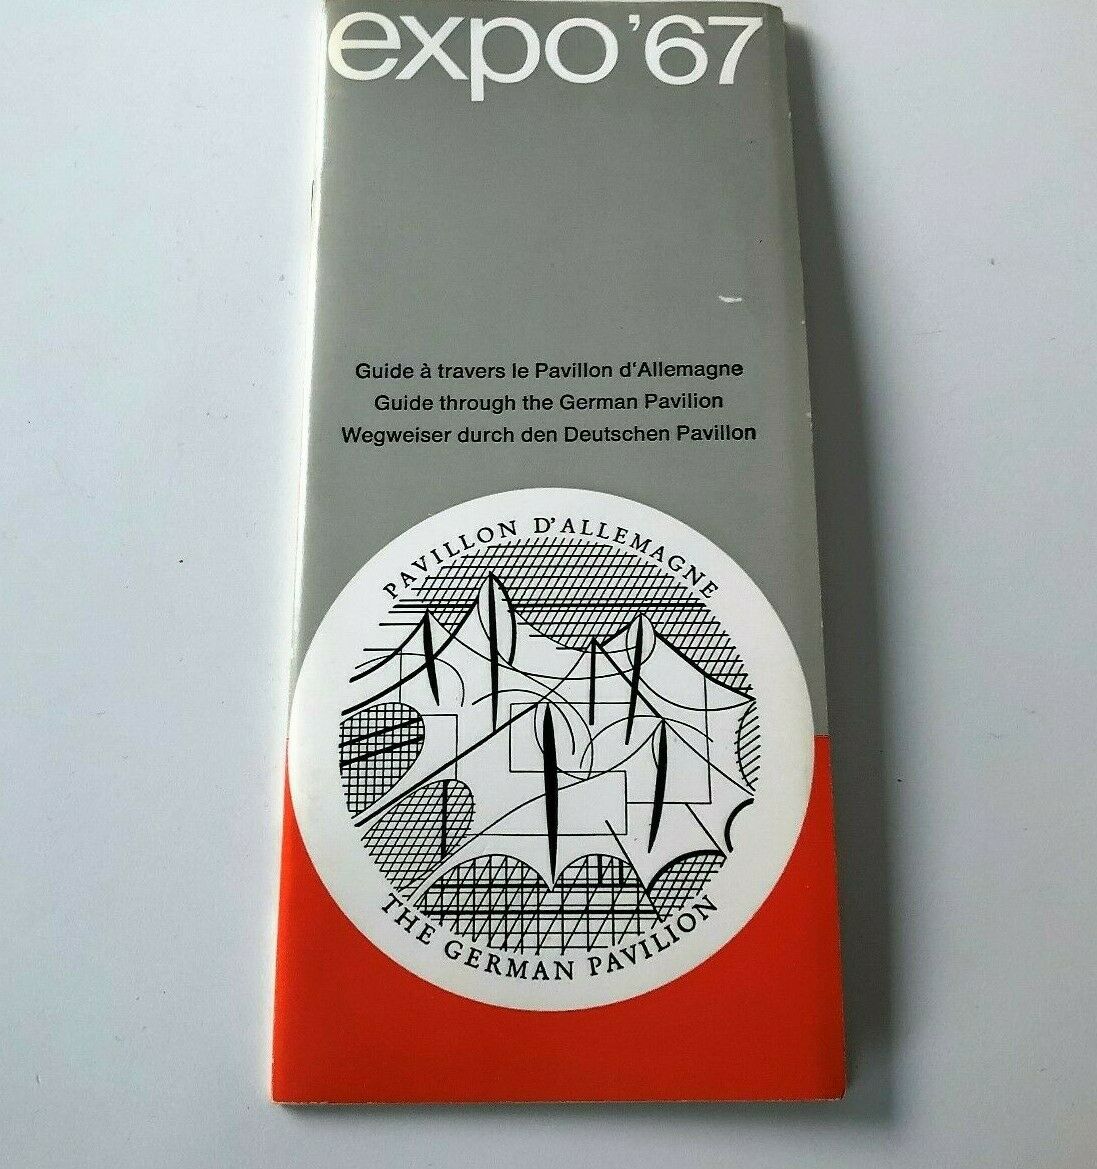 expo '67
Guide à travers le Pavillon d'Allemagne
Guide through the German Pavilion
Wegweiser durch den Deutschen Pavillon
PAVILLON D'ALLEMAGNE
THE GERMAN PAVILION